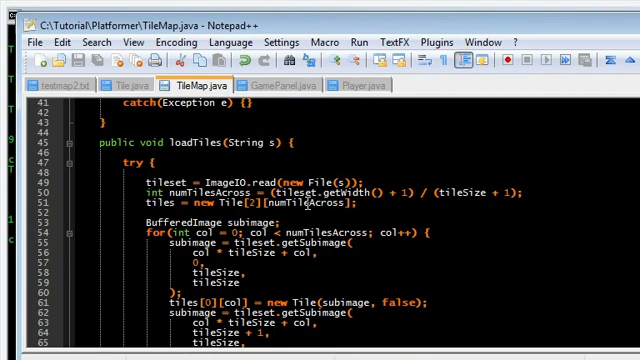 C:\Tutorial\Platformer\TileMap.java - Notepad++
File Edit Search View Encoding Language Settings Macro Run TextFX Plugins Window ?
testmap2.txt Tile.java TileMap.java GamePanel.java Player.java
41 catch(Exception e) {}
42
43 }
44
45 public void loadTiles(String s) {
46
47 try {
48
49 tileset = ImageIO.read(new File(s));
50 int numTilesAcross = (tileset.getWidth() + 1) / (tileSize + 1);
51 tiles = new Tile[2][numTileAcross];
52
53 BufferedImage subimage;
54 for(int col = 0; col < numTilesAcross; col++) {
55 subimage = tileset.getSubimage(
56 col * tileSize + col,
57 0,
58 tileSize,
59 tileSize
60 );
61 tiles[0][col] = new Tile(subimage, false);
62 subimage = tileset.getSubimage(
63 col * tileSize + col,
64 tileSize + 1,
65 tileSize,